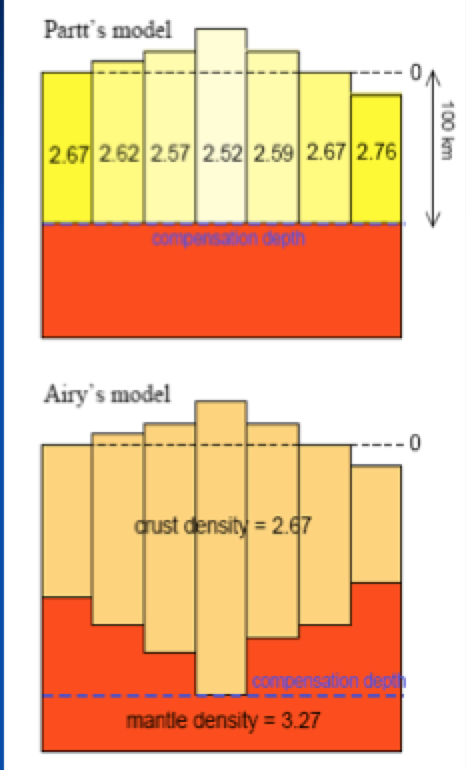 Partt's model
0
2.67 2.62 2.57 2.52 2.59 2.67 2.76
100 km
compensation depth
Airy's model
0
crust density = 2.67
compensation depth
mantle density = 3.27